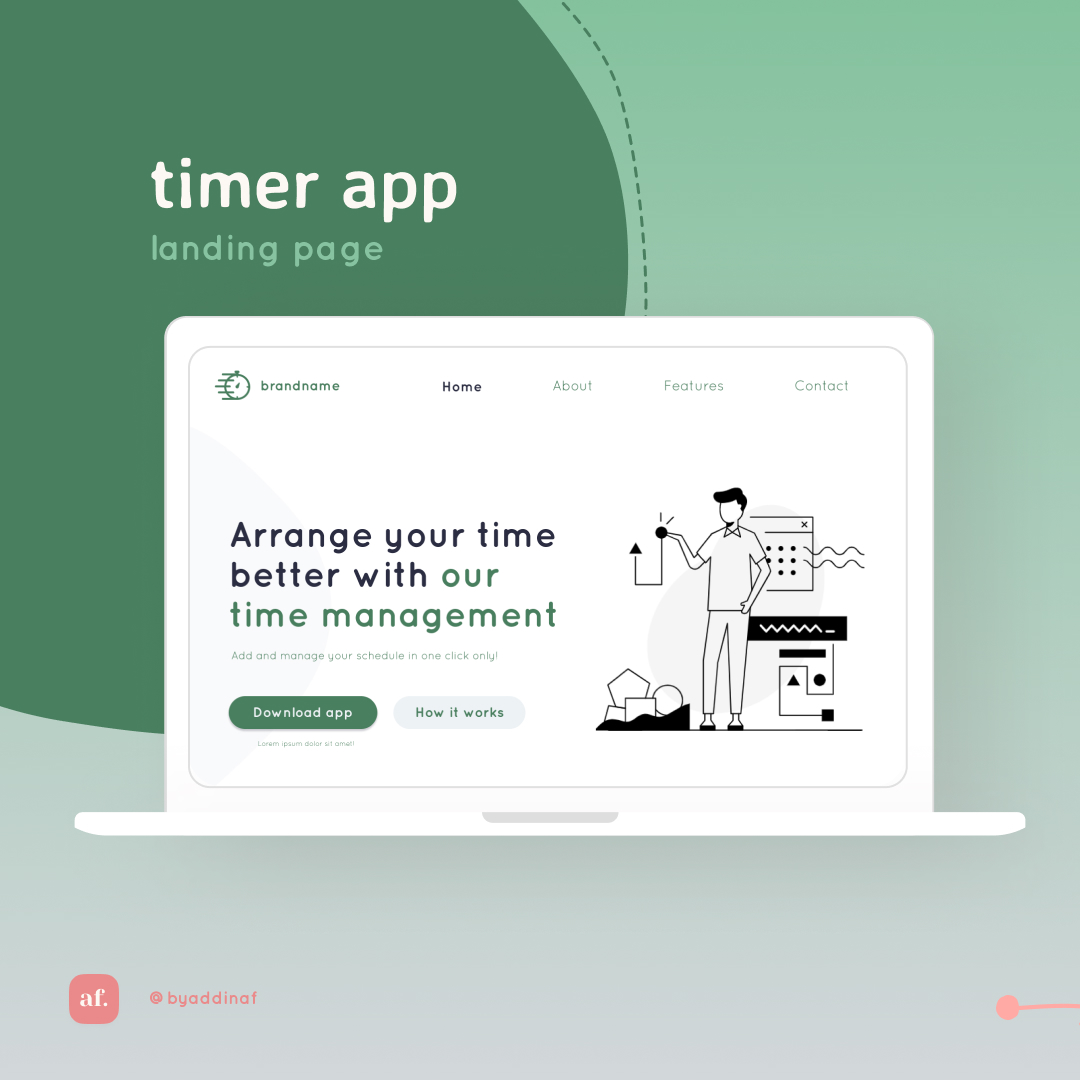 timer app
landing page
brandname
Home
About
Features
Contact
Arrange your time
better with our
time management
Add and manage your schedule in one click only!
Download app
How it works
Lorem ipsum dolor sit amet!
af.
@byaddinaf